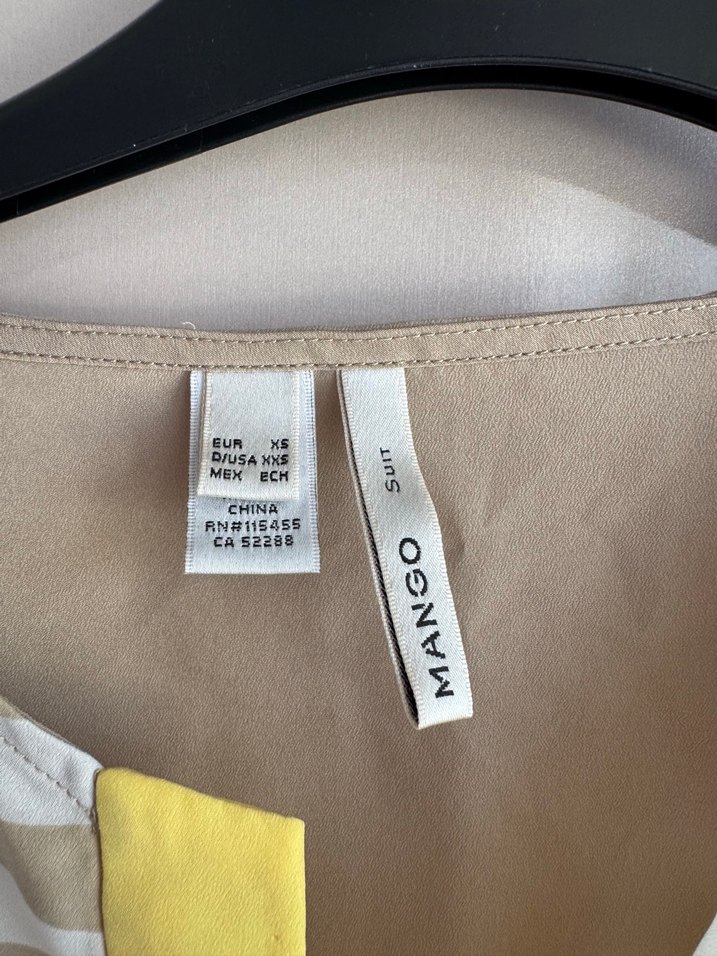 EUR XS
D/USA XXS
MEX ECH
CHINA
RN#115455
CA 52288
SUIT
MANGO